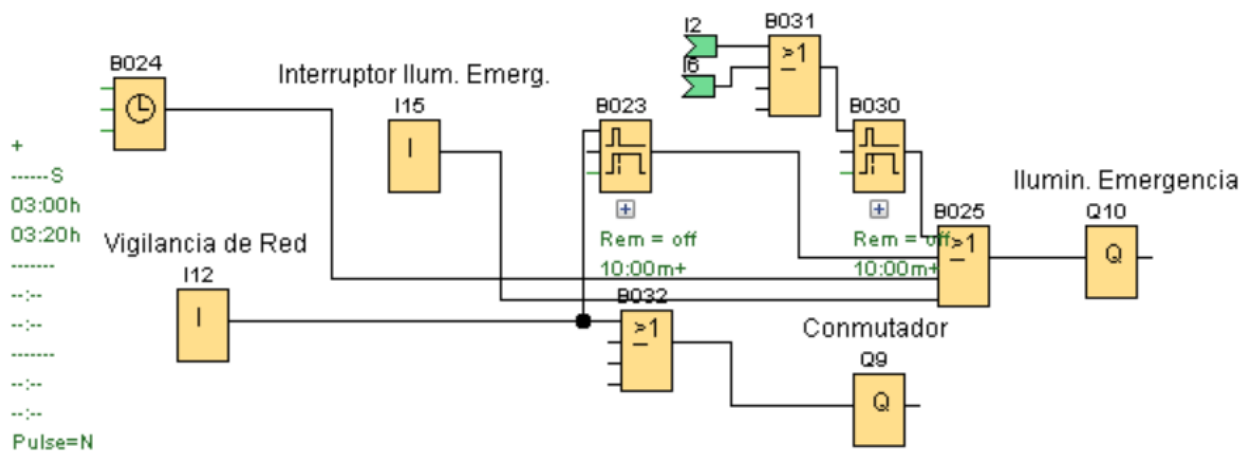 I2
B031
>1
I6
B024
Interruptor Ilum. Emerg.
I15
I
B023
B030
+
------S
03:00h
03:20h
-------
--:--
--:--
-------
--:--
--:--
Pulse=N
Ilumin. Emergencia
B025
Q10
>1
Q
Rem = off
10:00m+
Rem = off
10:00m+
Vigilancia de Red
I12
I
B032
>1
Conmutador
Q9
Q